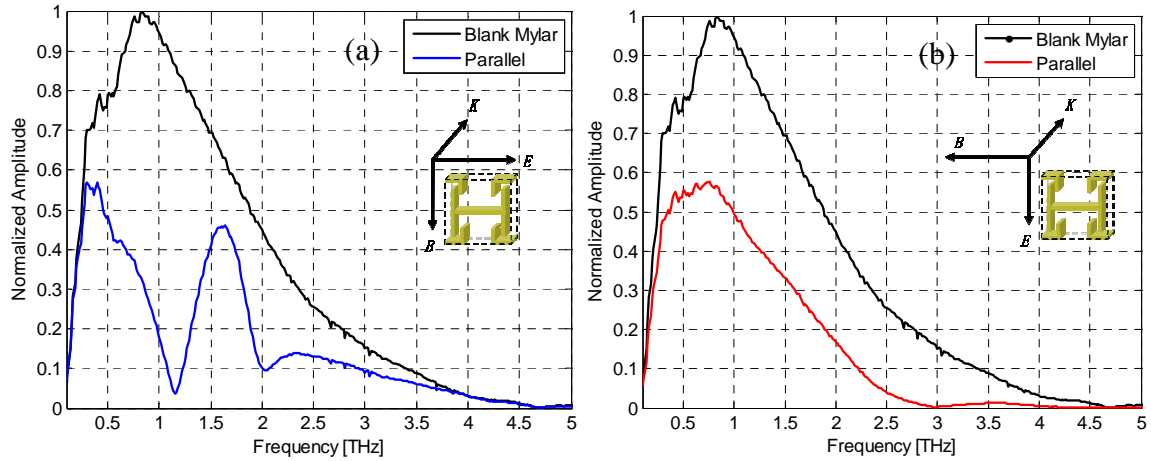 (a)
Blank Mylar
Parallel
K
E
B
Normalized Amplitude
1
0.9
0.8
0.7
0.6
0.5
0.4
0.3
0.2
0.1
0
0.5
1
1.5
2
2.5
3
3.5
4
4.5
5
Frequency [THz]
(b)
Blank Mylar
Parallel
K
B
E
Normalized Amplitude
1
0.9
0.8
0.7
0.6
0.5
0.4
0.3
0.2
0.1
0
0.5
1
1.5
2
2.5
3
3.5
4
4.5
5
Frequency [THz]